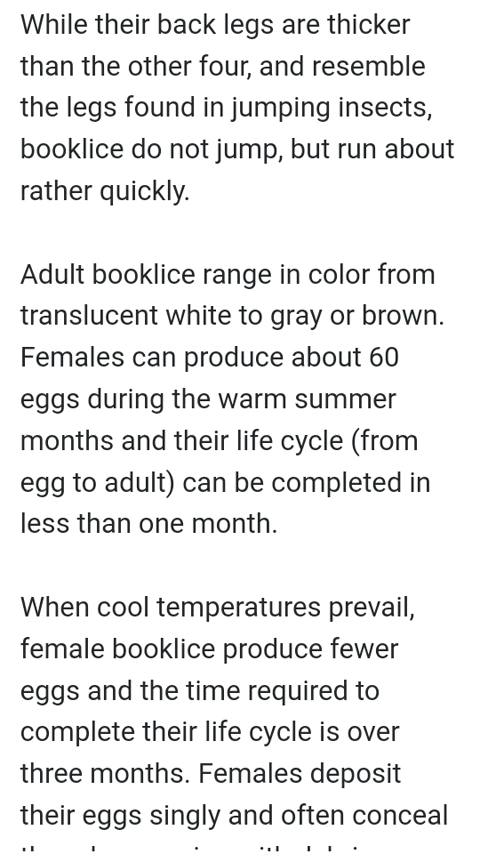 While their back legs are thicker
than the other four, and resemble
the legs found in jumping insects,
booklice do not jump, but run about
rather quickly.
Adult booklice range in color from
translucent white to gray or brown.
Females can produce about 60
eggs during the warm summer
months and their life cycle (from
egg to adult) can be completed in
less than one month.
When cool temperatures prevail,
female booklice produce fewer
eggs and the time required to
complete their life cycle is over
three months. Females deposit
their eggs singly and often conceal